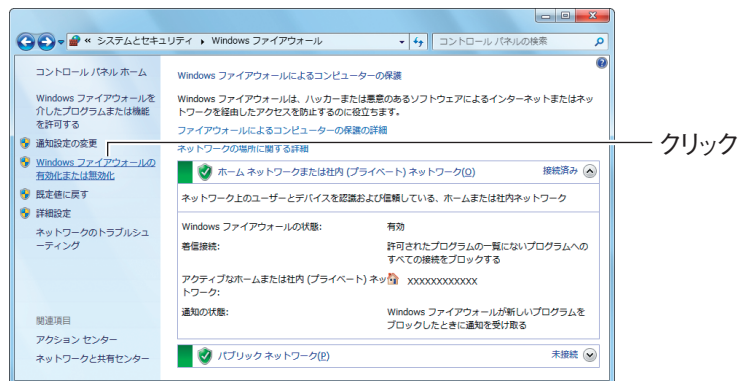 « システムとセキュリティ ▸ Windows ファイアウォール
コントロール パネルの検索
コントロール パネル ホーム
Windows ファイアウォールを
介したプログラムまたは機能
を許可する
通知設定の変更
Windows ファイアウォールの
有効化または無効化
既定値に戻す
詳細設定
ネットワークのトラブルシュ
ーティング
関連項目
アクション センター
ネットワークと共有センター
Windows ファイアウォールによるコンピューターの保護
Windows ファイアウォールは、ハッカーまたは悪意のあるソフトウェアによるインターネットまたはネッ
トワークを経由したアクセスを防止するのに役立ちます。
ファイアウォールによるコンピューターの保護の詳細
ネットワークの場所に関する詳細
ホーム ネットワークまたは社内 (プライベート) ネットワーク(O) 接続済み
ネットワーク上のユーザーとデバイスを認識および信頼している、ホームまたは社内ネットワーク
Windows ファイアウォールの状態: 有効
着信接続: 許可されたプログラムの一覧にないプログラムへの
すべての接続をブロックする
アクティブなホームまたは社内 (プライベート) ネッ
トワーク:
XXXXXXXXXXXX
通知の状態: Windows ファイアウォールが新しいプログラムを
ブロックしたときに通知を受け取る
パブリック ネットワーク(P) 未接続
クリック